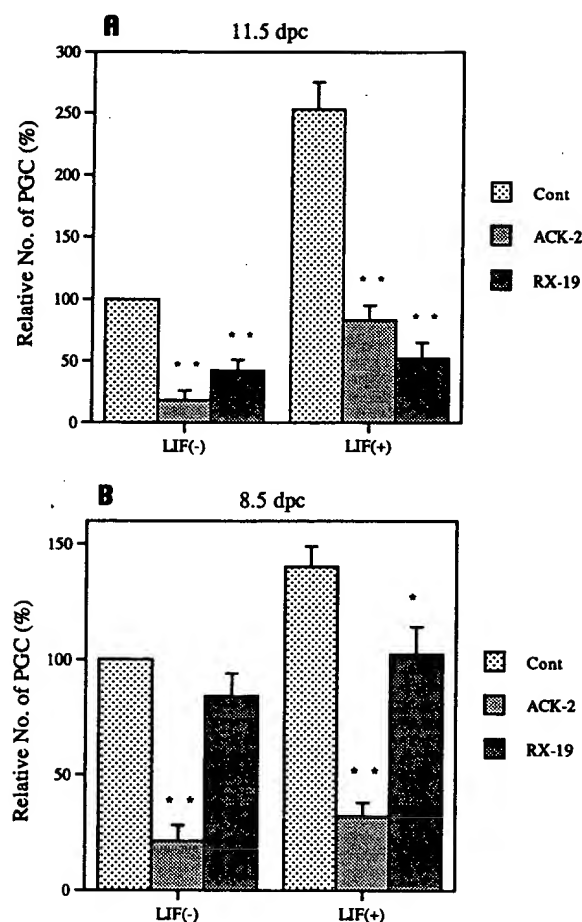 A
11.5 dpc
300
250
200
150
100
50
0
Relative No. of PGC (%)
* *
* *
* *
* *
LIF(-)
LIF(+)
Cont
ACK-2
RX-19
B
8.5 dpc
150
100
50
0
Relative No. of PGC (%)
* *
* *
*
LIF(-)
LIF(+)
Cont
ACK-2
RX-19